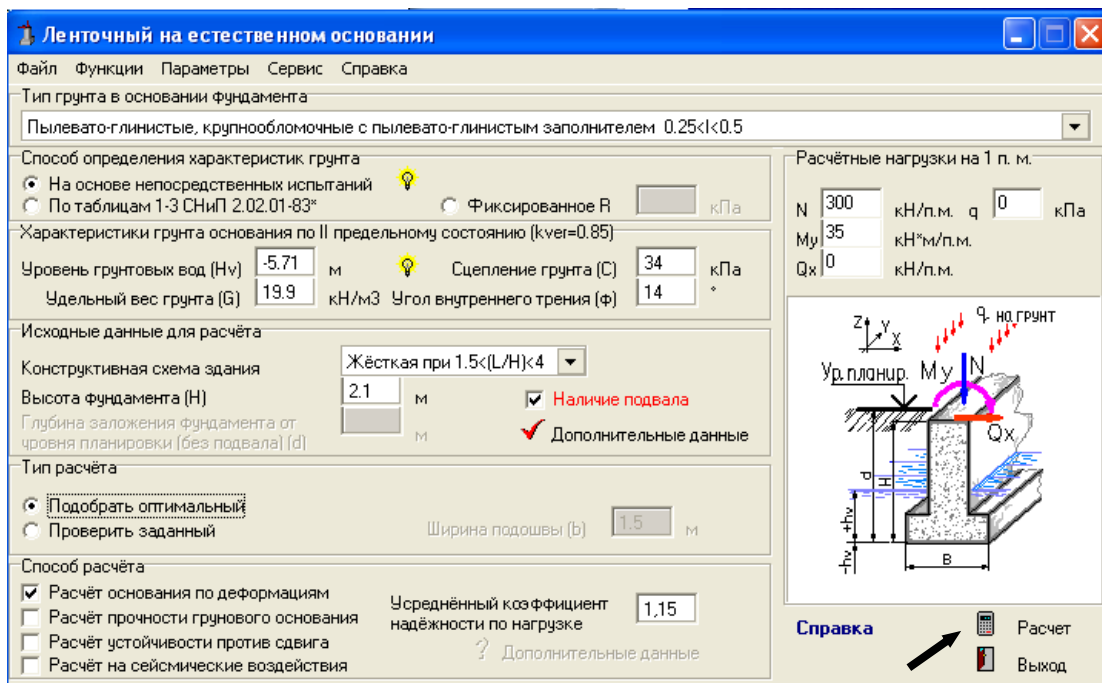 Ленточный на естественном основании
Файл Функции Параметры Сервис Справка
Тип грунта в основании фундамента
Пылевато-глинистые, крупнообломочные с пылевато-глинистым заполнителем 0.25<I<0.5
Способ определения характеристик грунта
На основе непосредственных испытаний
По таблицам 1-3 СНиП 2.02.01-83* Фиксированное R кПа
Характеристики грунта основания по II предельному состоянию (kver=0.85)
Уровень грунтовых вод (Hv) -5.71 м Сцепление грунта (C) 34 кПа
Удельный вес грунта (G) 19.9 кН/м3 Угол внутреннего трения (ф) 14 °
Исходные данные для расчёта
Конструктивная схема здания Жёсткая при 1.5<(L/H)<4
Высота фундамента (H) 2.1 м Наличие подвала
Глубина заложения фундамента от
уровня планировки (без подвала) (d) м Дополнительные данные
Тип расчёта
Подобрать оптимальный
Проверить заданный Ширина подошвы (b) 1.5 м
Способ расчёта
Расчёт основания по деформациям
Расчёт прочности грунового основания
Расчёт устойчивости против сдвига
Расчёт на сейсмические воздействия
Усреднённый коэффициент
надёжности по нагрузке 1,15
? Дополнительные данные
Расчётные нагрузки на 1 п. м.
N 300 кН/п.м. q 0 кПа
My 35 кН*м/п.м.
Qx 0 кН/п.м.
Z Y X q на грунт
Ур. планир. My N
Qx
d H
+hv
-hv B
Справка Расчет
Выход